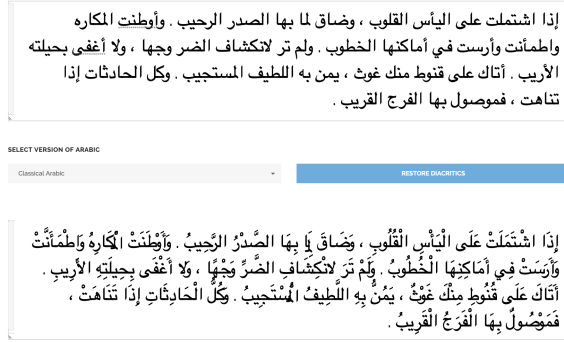 إذا اشتملت على اليأس القلوب ، وضاق لما بها الصدر الرحيب . وأوطنت المكاره
واطمأنت وأرست في أماكنها الخطوب . ولم تر لانكشاف الضر وجها ، ولا أغفى بحيلته
الأريب . أتاك على قنوط منك غوث ، يمن به اللطيف المستجيب . وكل الحادثات إذا
تناهت ، فموصول بها الفرج القريب .
SELECT VERSION OF ARABIC
Classical Arabic
RESTORE DIACRITICS
إِذَا اشْتَمَلَتْ عَلَى الْيَأْسِ الْقُلُوبِ ، وَضَاقَ لِمَا بِهَا الصَّدْرُ الرَّحِيبُ . وَأَوْطَنَتْ الْمَكَارِهُ وَاطْمَأَنَّتْ
وَأَرَسَتْ فِي أَمَاكِنِهَا الْخُطُوبُ . وَلَمْ تَرَ لانْكِشَافِ الضَّرِّ وَجْهًا ، وَلَا أَغْفَى بِحِيلَتِهِ الأَرِيبِ .
أَتَاكَ عَلَى قُنُوطٍ مِنْكَ غَوْثٌ ، يَمُنُّ بِهِ اللَّطِيفُ الْمُسْتَجِيبُ . وَكُلُّ الْحَادِثَاتِ إِذَا تَنَاهَتْ ،
فَمَوْصُولٌ بِهَا الْفَرَجُ الْقَرِيبُ .